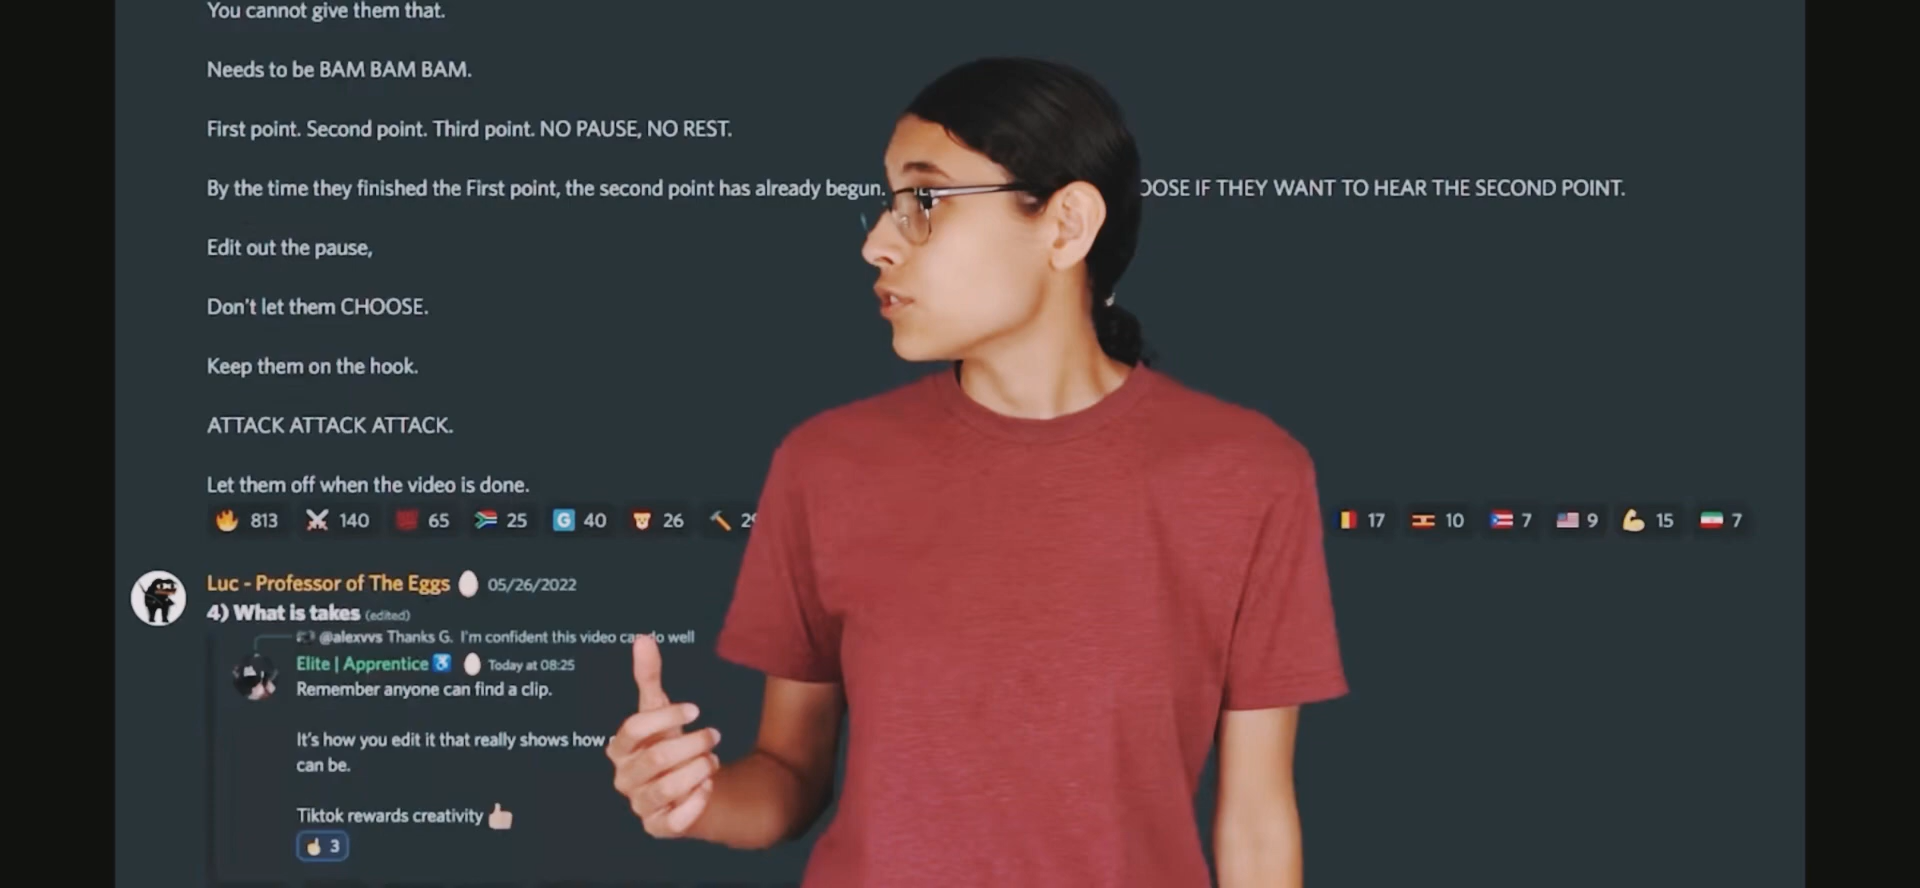 You cannot give them that.
Needs to be BAM BAM BAM.
First point. Second point. Third point. NO PAUSE, NO REST.
By the time they finished the First point, the second point has already begun. OOSE IF THEY WANT TO HEAR THE SECOND POINT.
Edit out the pause,
Don't let them CHOOSE.
Keep them on the hook.
ATTACK ATTACK ATTACK.
Let them off when the video is done.
813 140 65 25 G 40 26 17 10 7 9 15 7
Luc - Professor of The Eggs 05/26/2022
4) What is takes (edited)
@alexvvs Thanks G. I'm confident this video can do well
Elite | Apprentice Today at 08:25
Remember anyone can find a clip.
It's how you edit it that really shows how
can be.
Tiktok rewards creativity
3